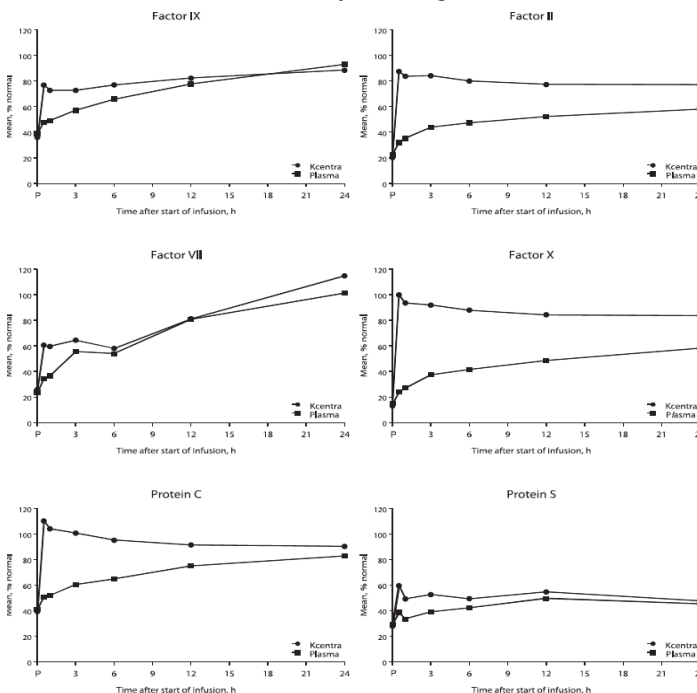 Factor IX
120
100
80
60
40
20
0
Mean, % normal
Kcentra
Plasma
P 3 6 9 12 15 18 21 24
Time after start of infusion, h
Factor II
120
100
80
60
40
20
0
Mean, % normal
Kcentra
Plasma
P 3 6 9 12 15 18 21
Time after start of infusion, h
Factor VII
120
100
80
60
40
20
0
Mean, % normal
Kcentra
Plasma
P 3 6 9 12 15 18 21 24
Time after start of infusion, h
Factor X
120
100
80
60
40
20
0
Mean, % normal
Kcentra
Plasma
P 3 6 9 12 15 18 21
Time after start of infusion, h
Protein C
120
100
80
60
40
20
0
Mean, % normal
Kcentra
Plasma
P 3 6 9 12 15 18 21 24
Time after start of infusion, h
Protein S
120
100
80
60
40
20
0
Mean, % normal
Kcentra
Plasma
P 3 6 9 12 15 18 21
Time after start of infusion, h